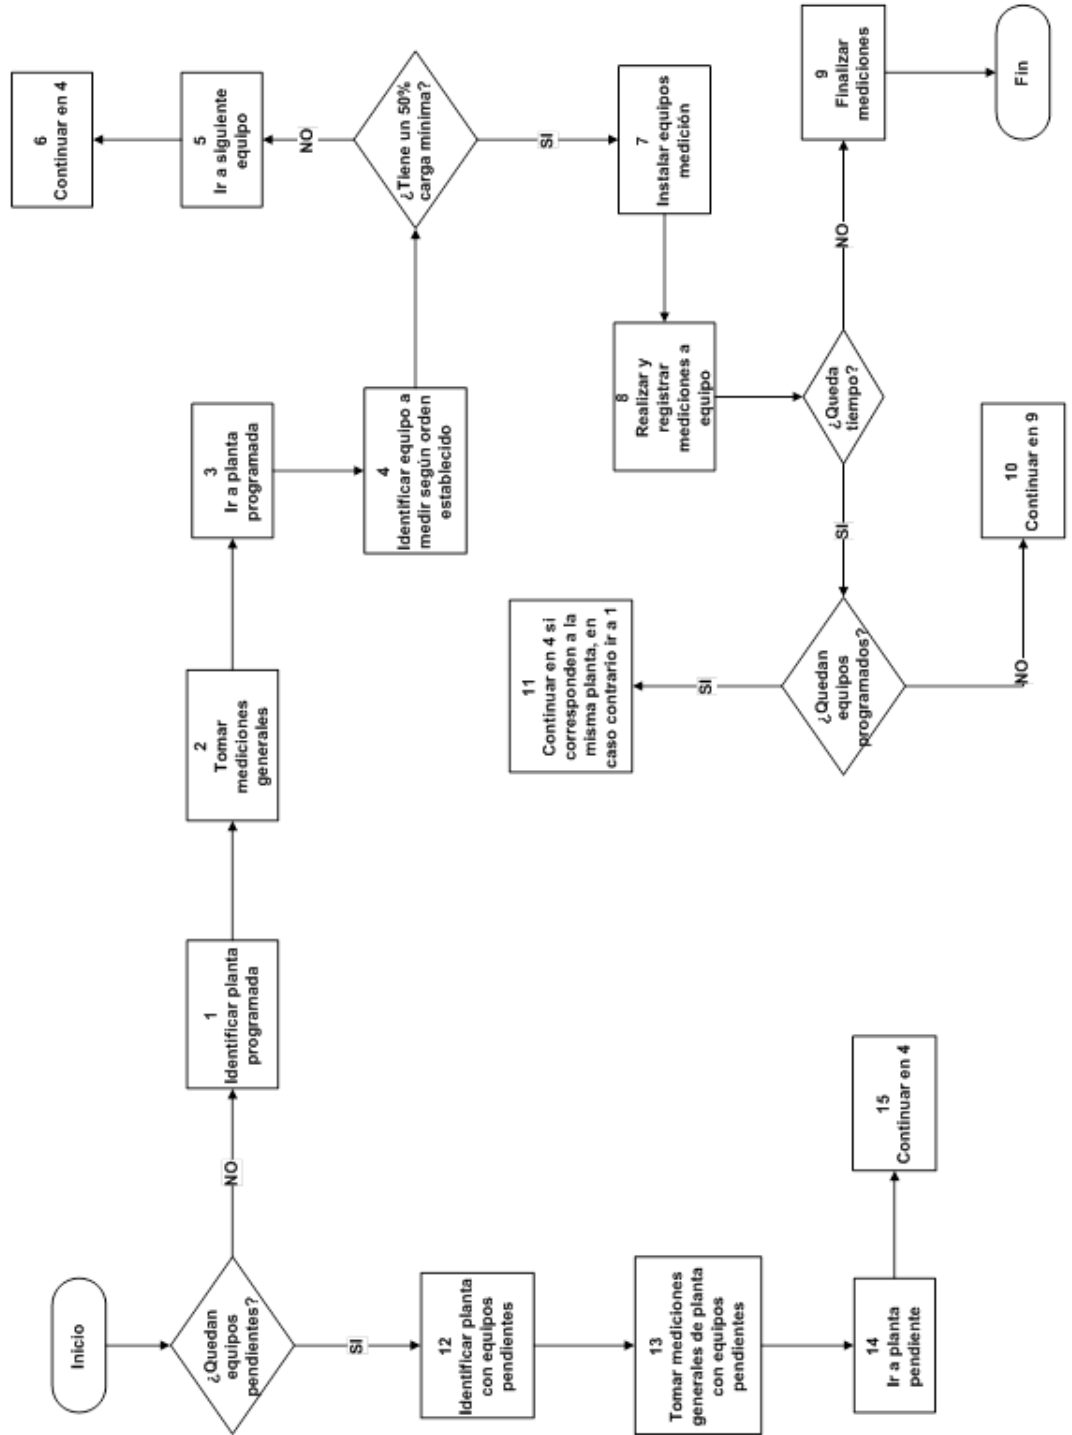 Inicio
¿Quedan
equipos
pendientes?
NO
1
Identificar planta
programada
2
Tomar
mediciones
generales
3
Ir a planta
programada
4
Identificar equipo a
medir según orden
establecido
¿Tiene un 50%
carga mínima?
NO
5
Ir a siguiente
equipo
6
Continuar en 4
SI
7
Instalar equipos
medición
8
Realizar y
registrar
mediciones a
equipo
¿Queda
tiempo?
NO
9
Finalizar
mediciones
Fin
SI
¿Quedan
equipos
programados?
NO
10
Continuar en 9
SI
11
Continuar en 4 si
corresponden a la
misma planta, en
caso contrario ir a 1
SI
12
Identificar planta
con equipos
pendientes
13
Tomar mediciones
generales de planta
con equipos
pendientes
14
Ir a planta
pendiente
15
Continuar en 4